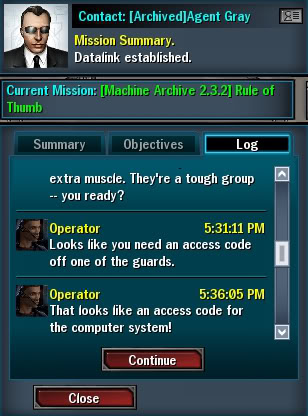 Contact: [Archived]Agent Gray
Mission Summary.
Datalink established.
Current Mission: [Machine Archive 2.3.2] Rule of
Thumb
Summary
Objectives
Log
extra muscle. They're a tough group
-- you ready?
Operator 5:31:11 PM
Looks like you need an access code
off one of the guards.
Operator 5:36:05 PM
That looks like an access code for
the computer system!
Continue
Close